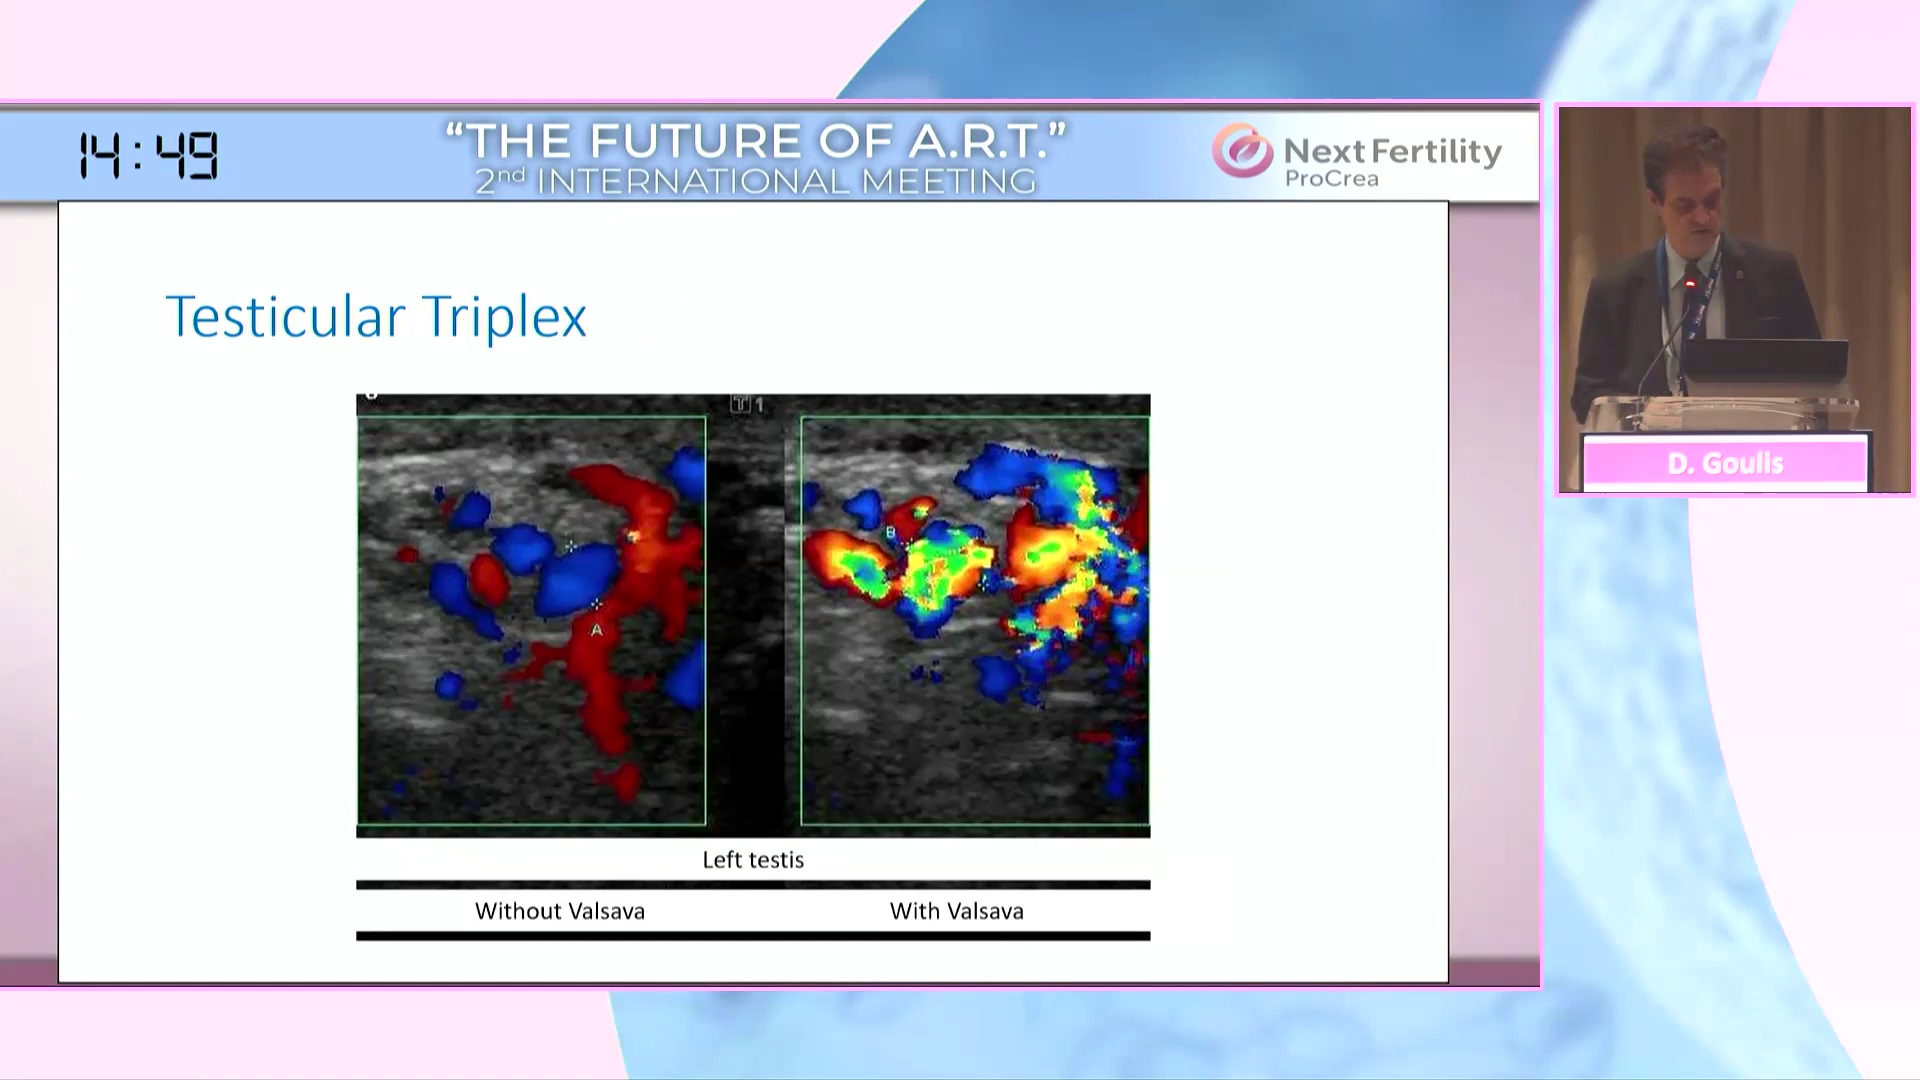 14:49
“THE FUTURE OF A.R.T.”
2nd INTERNATIONAL MEETING
Next Fertility
ProCrea
Testicular Triplex
T 1
B
A
Left testis
Without Valsava
With Valsava
D. Goulis